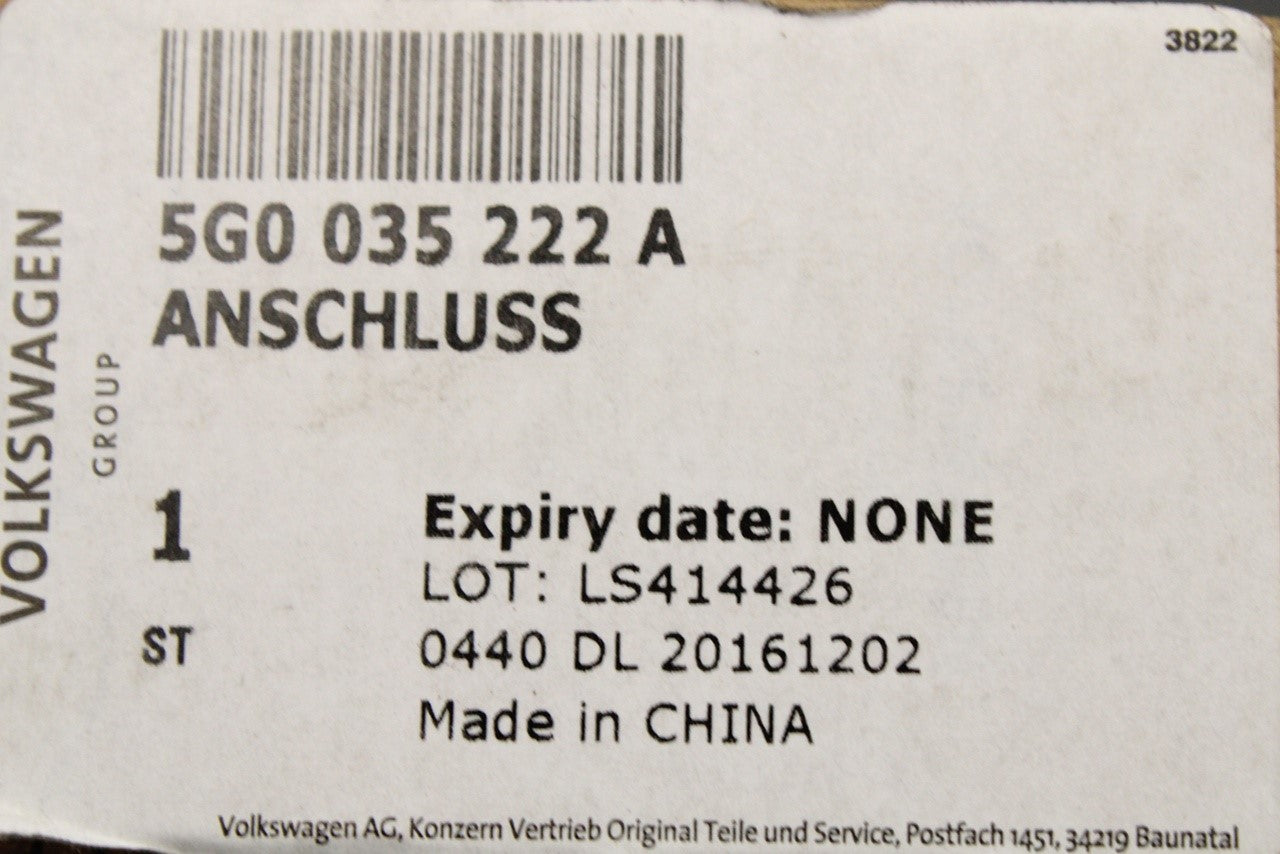 3822
5G0 035 222 A
ANSCHLUSS
VOLKSWAGEN
GROUP
1
ST
Expiry date: NONE
LOT: LS414426
0440 DL 20161202
Made in CHINA
Volkswagen AG, Konzern Vertrieb Original Teile und Service, Postfach 1451, 34219 Baunatal